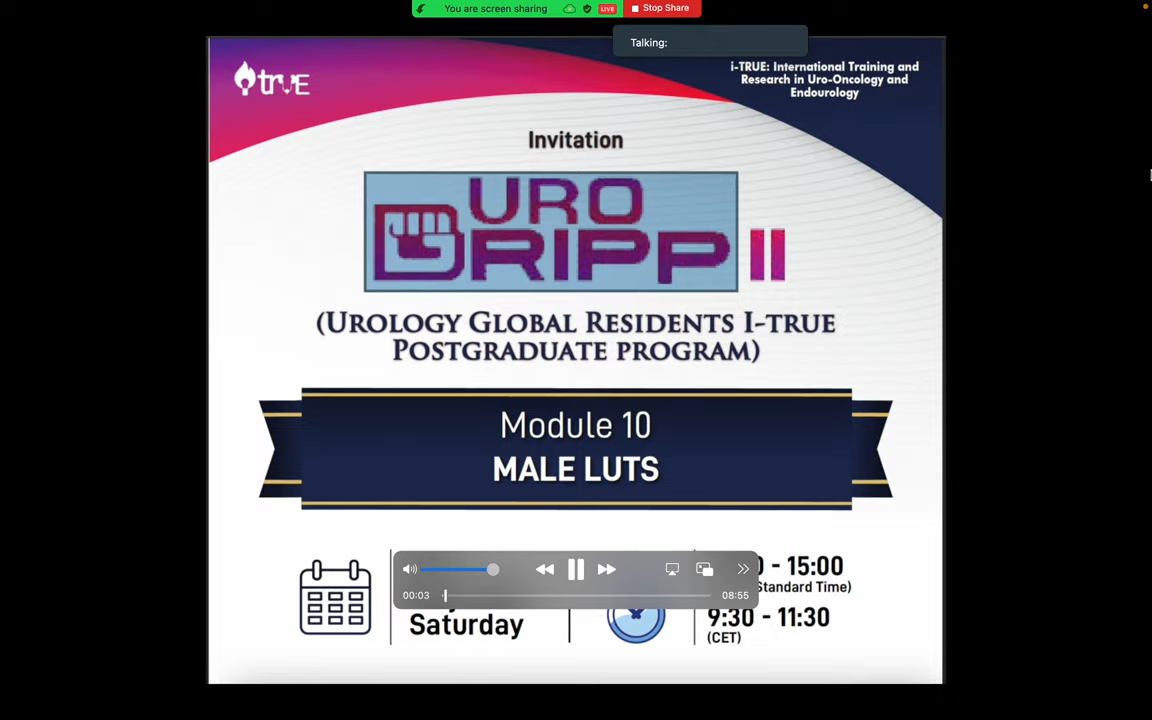 You are screen sharing LIVE Stop Share
Talking:
trUE
i-TRUE: International Training and
Research in Uro-Oncology and
Endourology
Invitation
URO
GRIPP II
(Urology Global Residents I-TRUE
Postgraduate program)
Module 10
MALE LUTS
- 15:00
Standard Time)
00:03 08:55
Saturday
9:30 - 11:30
(CET)